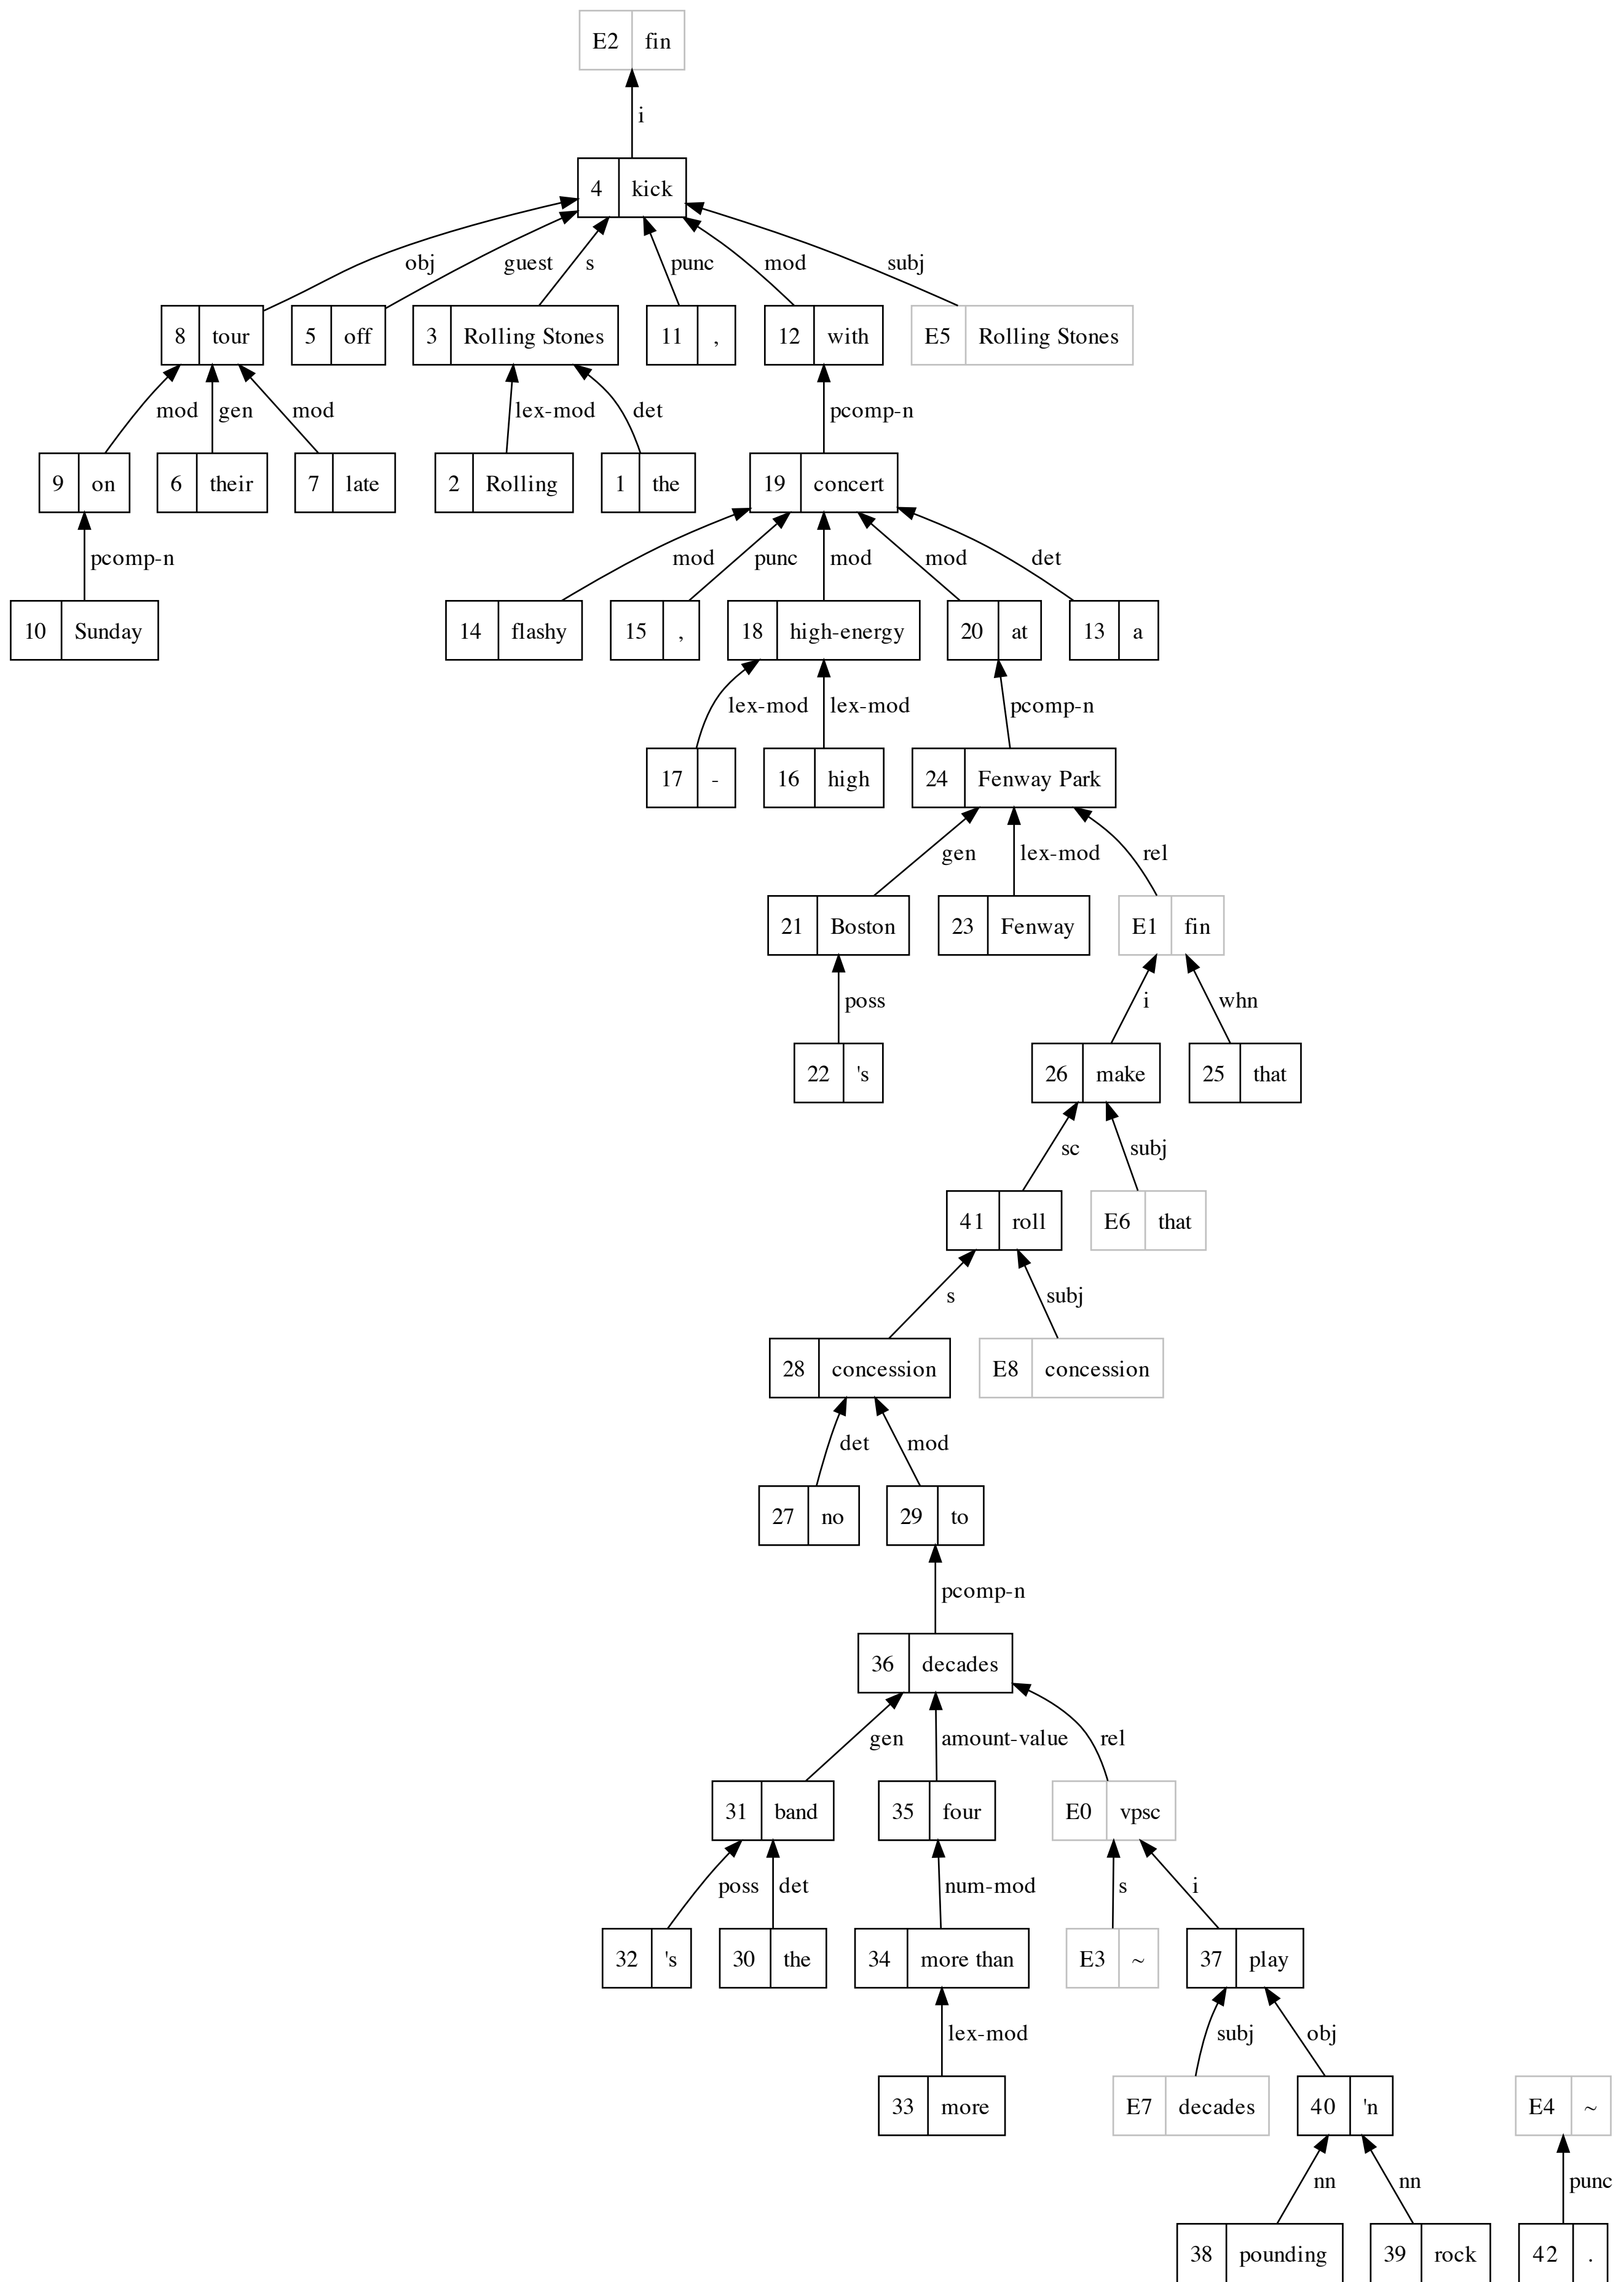 E2 fin
i
4 kick
obj guest s punc mod subj
8 tour 5 off 3 Rolling Stones 11 , 12 with E5 Rolling Stones
mod gen mod lex-mod det pcomp-n
9 on 6 their 7 late 2 Rolling 1 the 19 concert
pcomp-n mod punc mod mod det
10 Sunday 14 flashy 15 , 18 high-energy 20 at 13 a
lex-mod lex-mod pcomp-n
17 - 16 high 24 Fenway Park
gen lex-mod rel
21 Boston 23 Fenway E1 fin
poss i whn
22 's 26 make 25 that
sc subj
41 roll E6 that
s subj
28 concession E8 concession
det mod
27 no 29 to
pcomp-n
36 decades
gen amount-value rel
31 band 35 four E0 vpsc
poss det num-mod s i
32 's 30 the 34 more than E3 ~ 37 play
lex-mod subj obj
33 more E7 decades 40 'n E4 ~
nn nn punc
38 pounding 39 rock 42 .